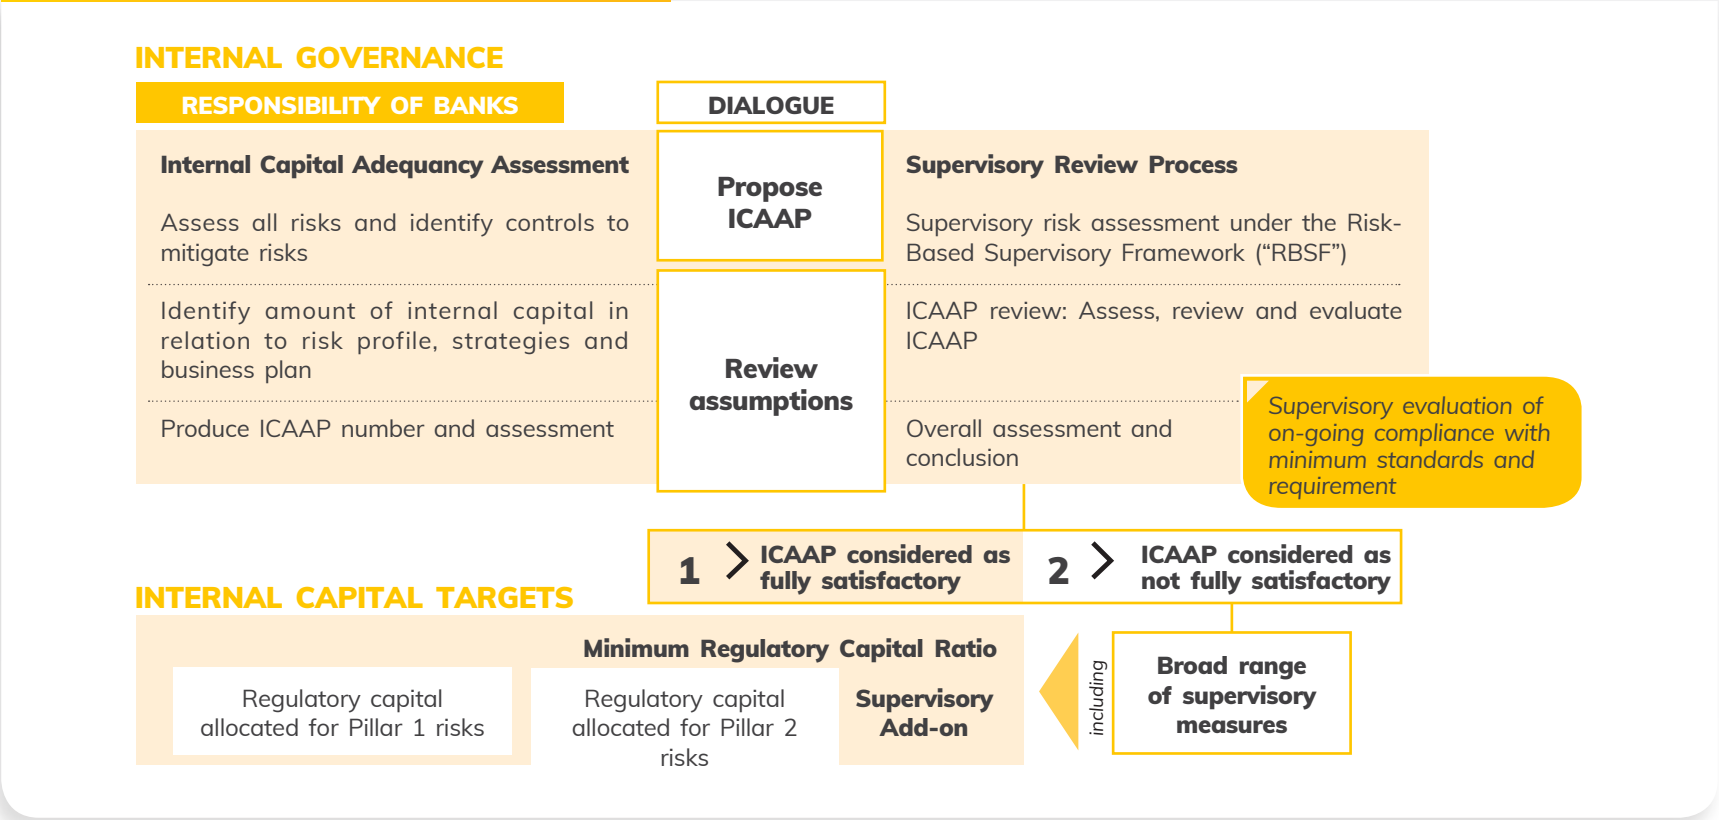 INTERNAL GOVERNANCE
RESPONSIBILITY OF BANKS
DIALOGUE
Internal Capital Adequancy Assessment
Assess all risks and identify controls to
mitigate risks
Identify amount of internal capital in
relation to risk profile, strategies and
business plan
Produce ICAAP number and assessment
Propose
ICAAP
Review
assumptions
Supervisory Review Process
Supervisory risk assessment under the Risk-
Based Supervisory Framework (“RBSF”)
ICAAP review: Assess, review and evaluate
ICAAP
Overall assessment and
conclusion
Supervisory evaluation of
on-going compliance with
minimum standards and
requirement
1
ICAAP considered as
fully satisfactory
2
ICAAP considered as
not fully satisfactory
INTERNAL CAPITAL TARGETS
Minimum Regulatory Capital Ratio
Regulatory capital
allocated for Pillar 1 risks
Regulatory capital
allocated for Pillar 2
risks
Supervisory
Add-on
including
Broad range
of supervisory
measures